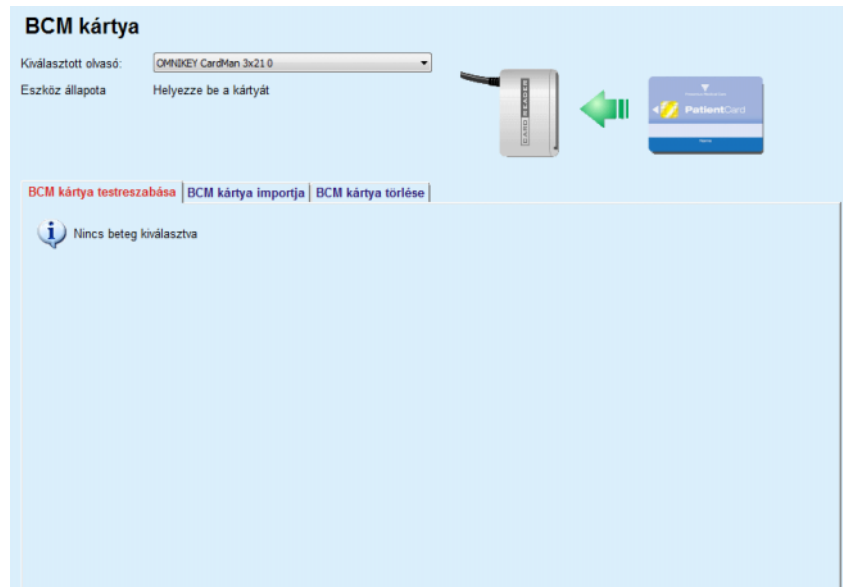 BCM kártya
Kiválasztott olvasó: OMNIKEY CardMan 3x21 0
Eszköz állapota Helyezze be a kártyát
CARD READER
PatientCard
Name
BCM kártya testreszabása BCM kártya importja BCM kártya törlése
Nincs beteg kiválasztva